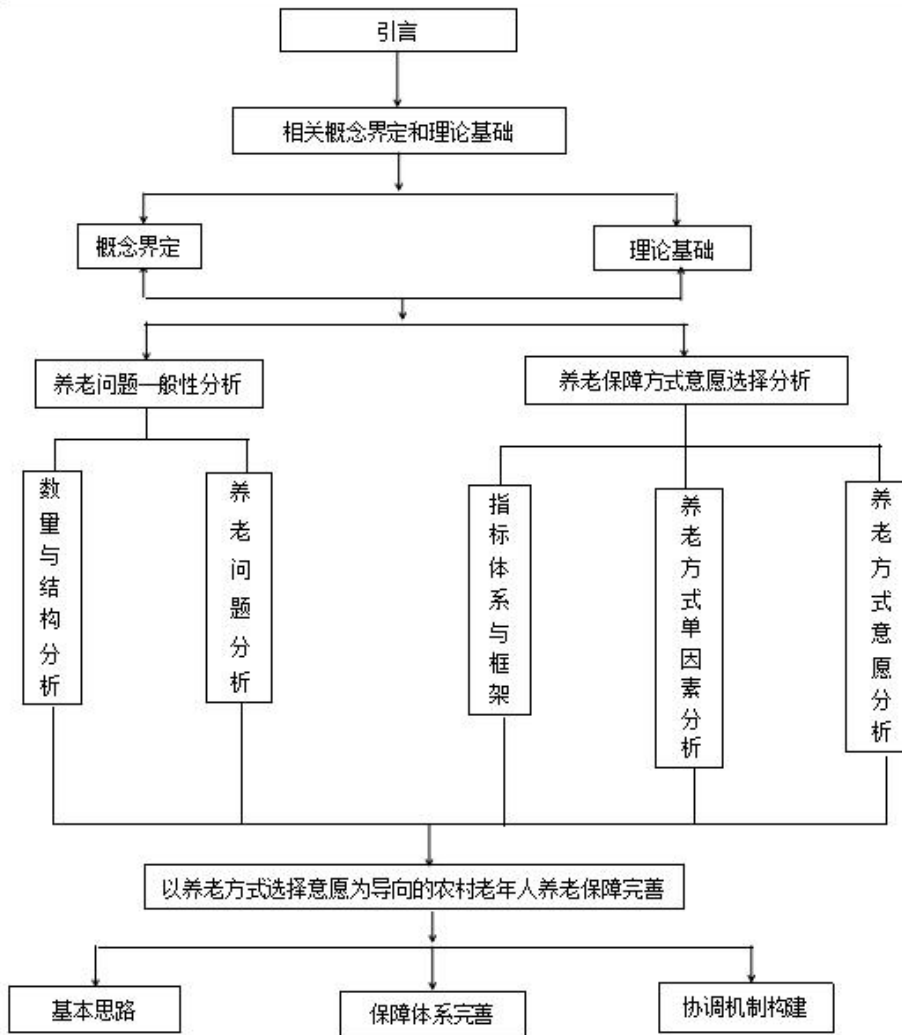 引言
相关概念界定和理论基础
概念界定
理论基础
养老问题一般性分析
养老保障方式意愿选择分析
数量与结构分析
养老问题分析
指标体系与框架
养老方式单因素分析
养老方式意愿分析
以养老方式选择意愿为导向的农村老年人养老保障完善
基本思路
保障体系完善
协调机制构建